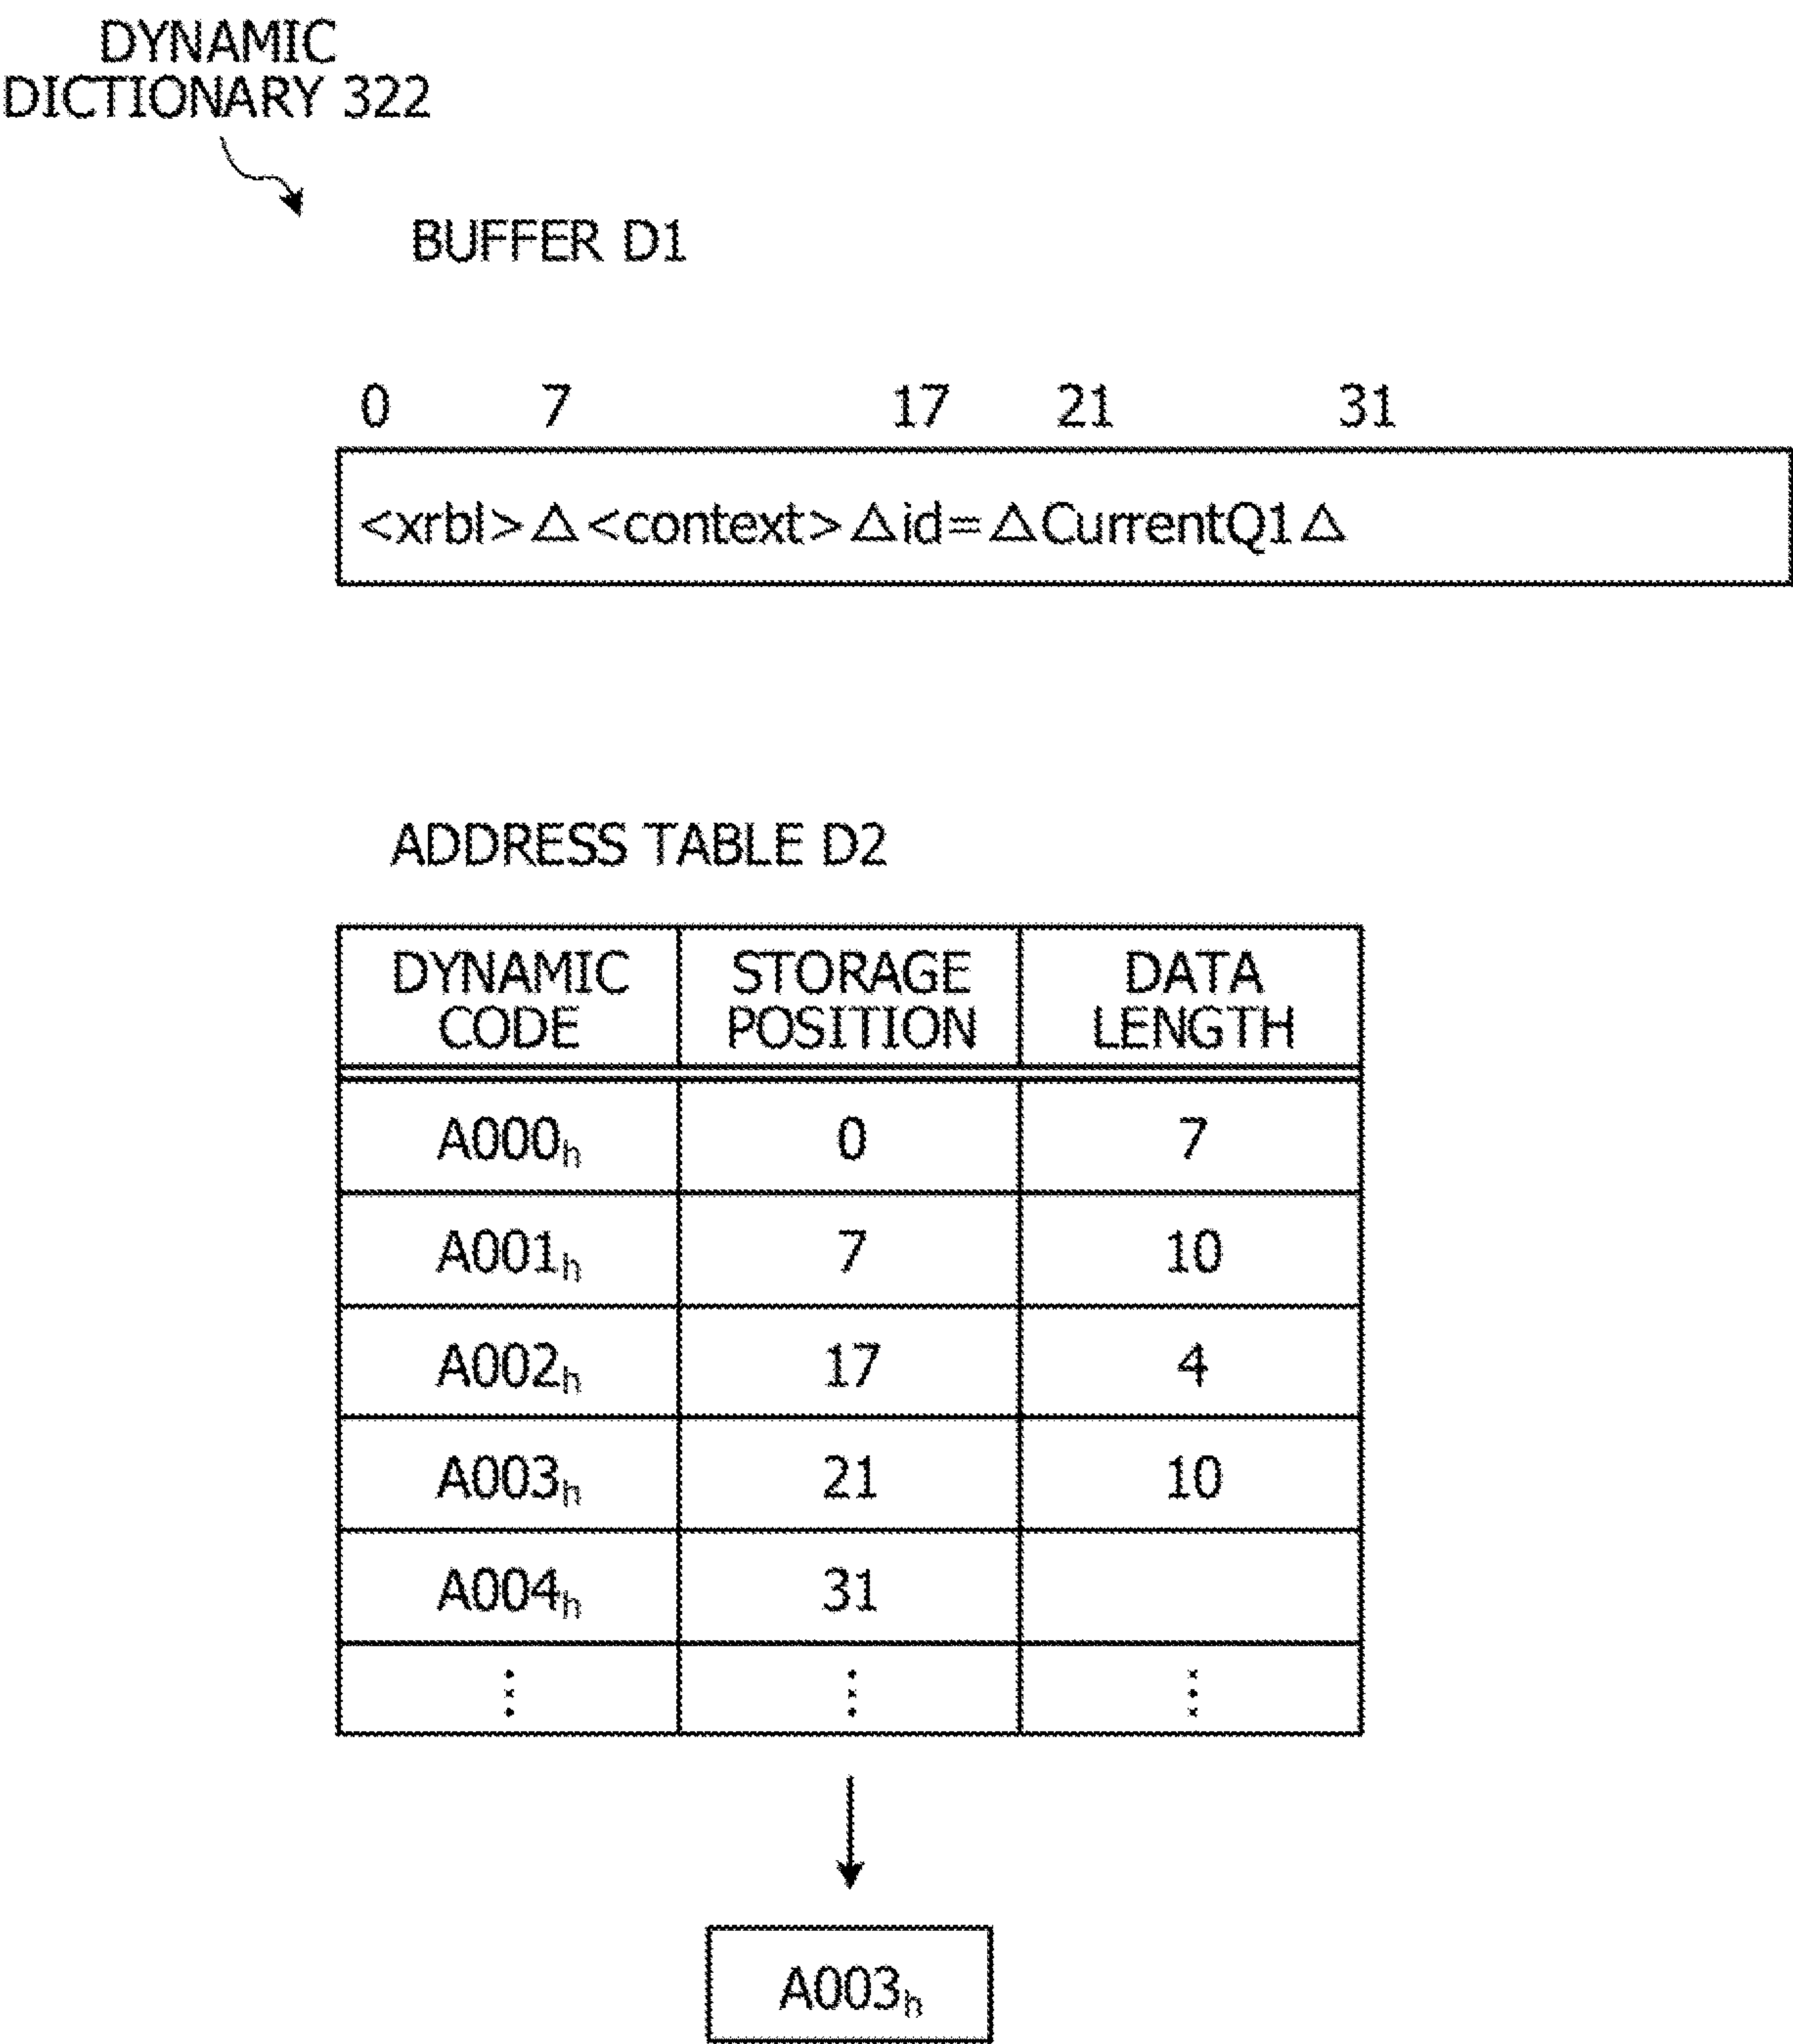 DYNAMIC
DICTIONARY 322
BUFFER D1
0 7 17 21 31
<xrbl>△<context>△id=△CurrentQ1△
ADDRESS TABLE D2
DYNAMIC CODE STORAGE POSITION DATA LENGTH
A000h 0 7
A001h 7 10
A002h 17 4
A003h 21 10
A004h 31
⋮ ⋮ ⋮
A003h